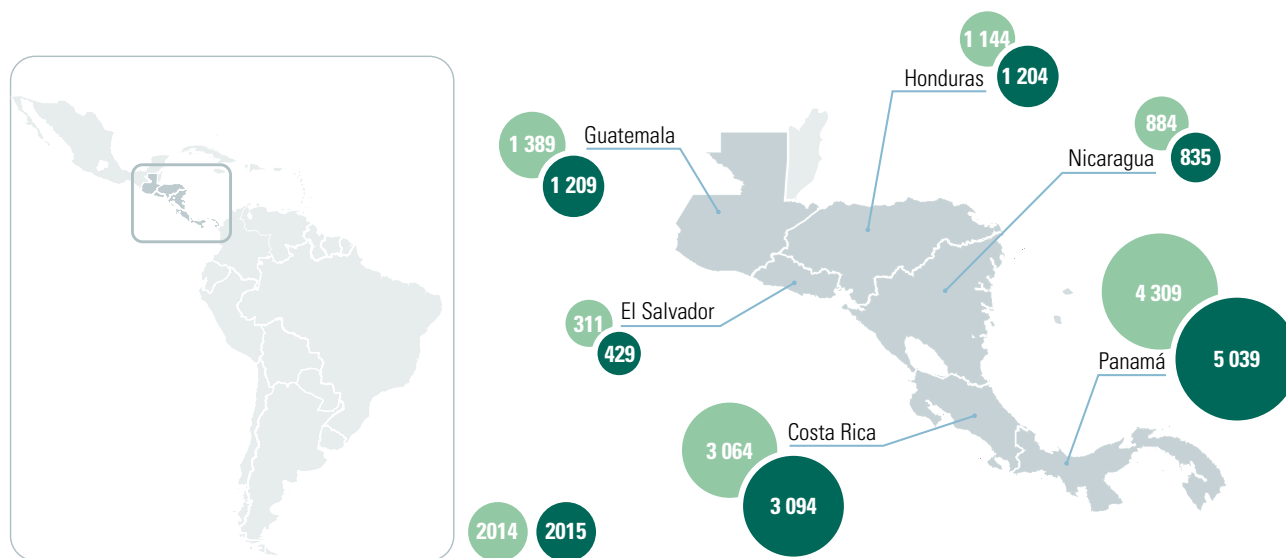 1 144
Honduras
1 204
1 389
Guatemala
1 209
884
Nicaragua
835
311
El Salvador
429
4 309
Panamá
5 039
Costa Rica
3 064
3 094
2014
2015